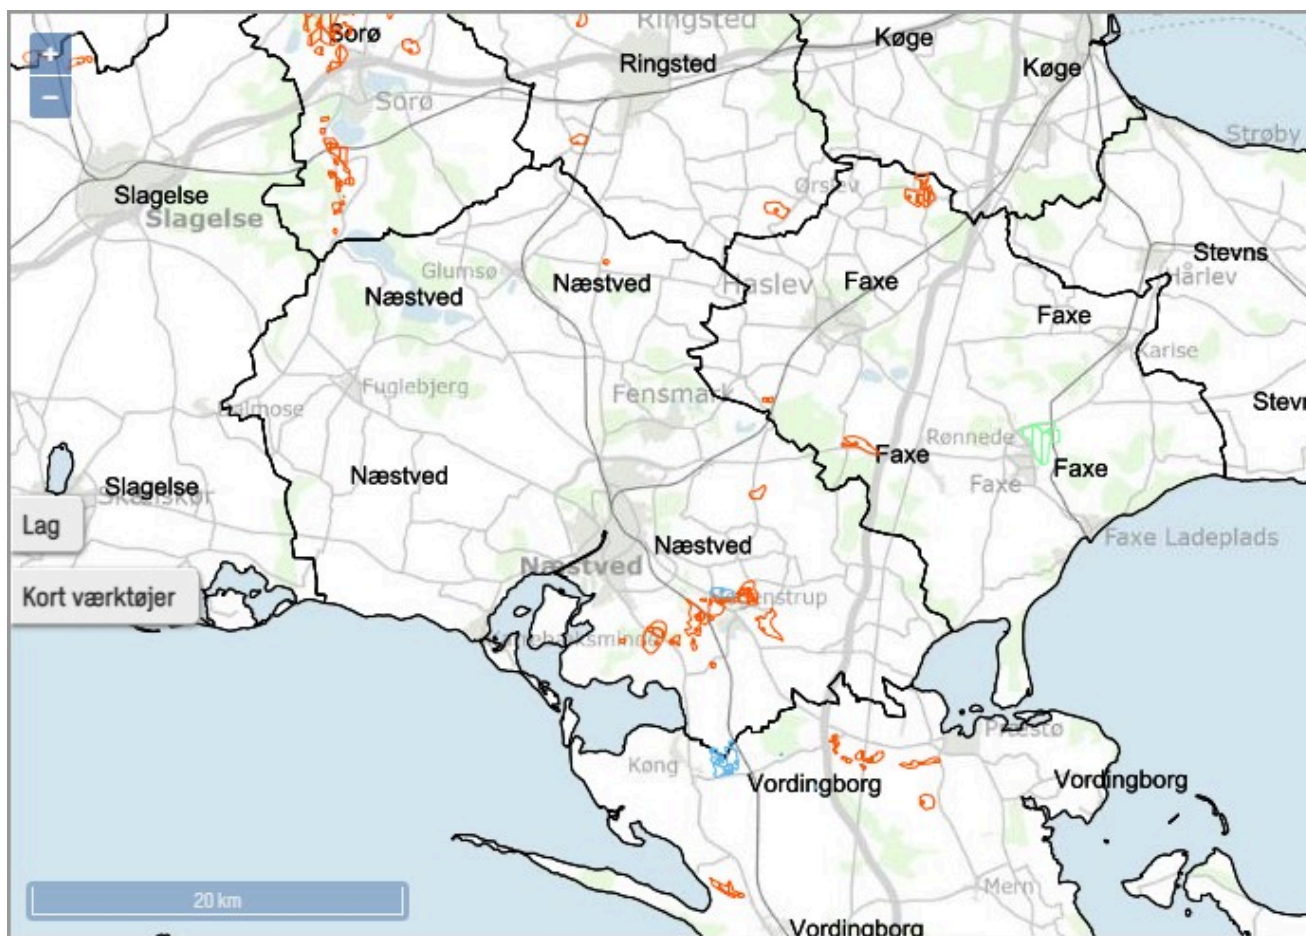 Sorø
Ringsted
Køge
+
Ringsted
Køge
−
Sorø
Strøby
Slagelse
Ørslev
Slagelse
Stevns
Glumsø
Næstved
Næstved
Haslev
Faxe
Hårlev
Faxe
Karise
Fuglebjerg
Fensmark
Rønnede
Faxe
Faxe
Slagelse
Næstved
Faxe
Lag
Næstved
Faxe Ladeplads
Næstved
Kort værktøjer
Præstø
Køng
Vordingborg
Vordingborg
20 km
Mern
Vordingborg